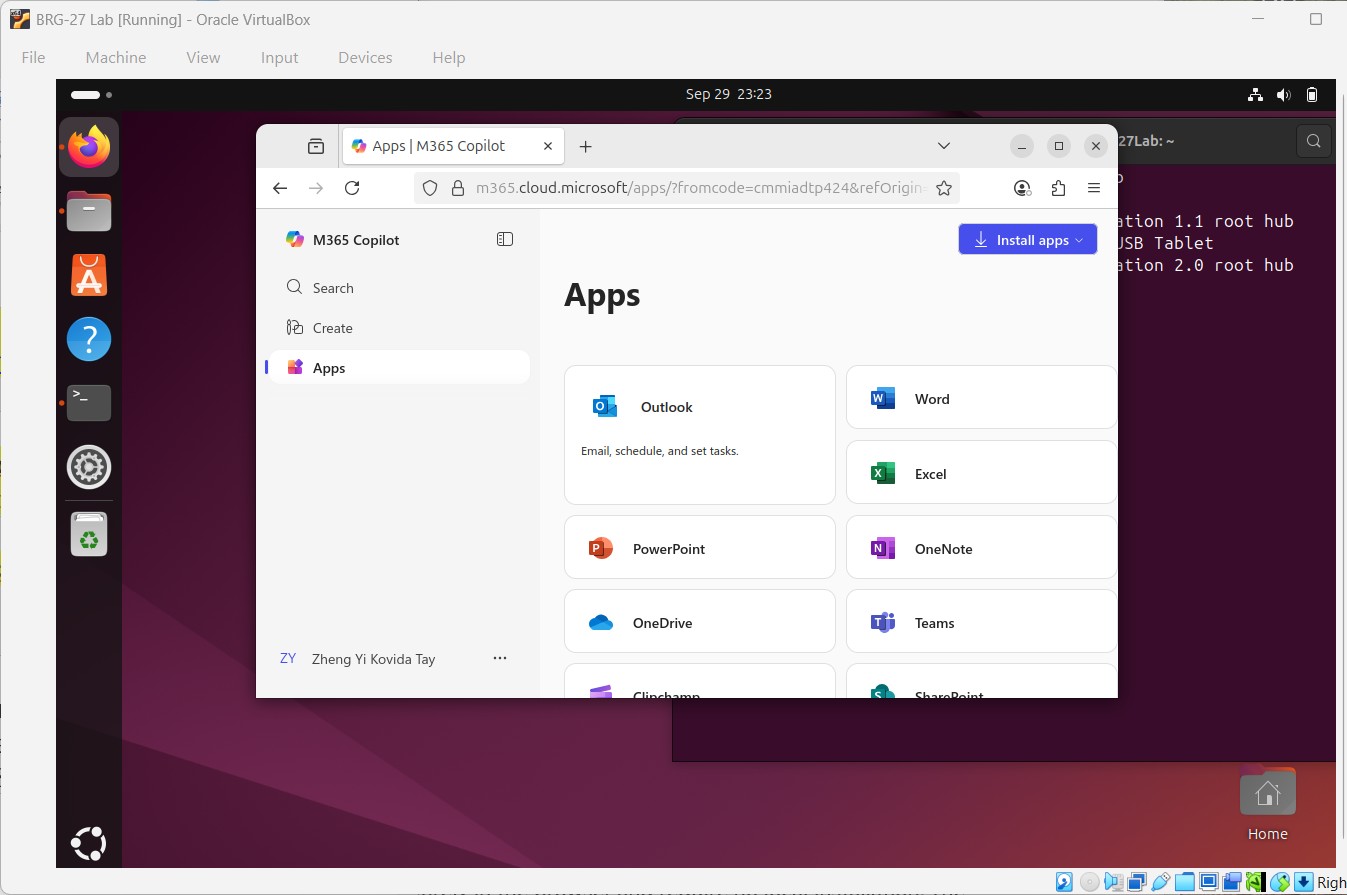 BRG-27 Lab [Running] - Oracle VirtualBox
File Machine View Input Devices Help
Sep 29 23:23
Apps | M365 Copilot
27Lab: ~
m365.cloud.microsoft/apps/?fromcode=cmmiadtp424&refOrigin
M365 Copilot
Install apps
ation 1.1 root hub
USB Tablet
ation 2.0 root hub
Search
Create
Apps
Apps
Outlook
Email, schedule, and set tasks.
Word
Excel
PowerPoint
OneNote
OneDrive
Teams
Clipchamp
SharePoint
ZY Zheng Yi Kovida Tay
Home
Righ